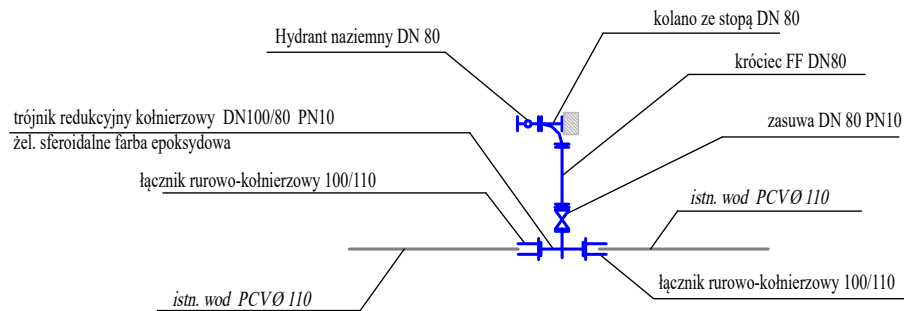 kolano ze stopą DN 80
Hydrant naziemny DN 80
króciec FF DN80
trójnik redukcyjny kołnierzowy DN100/80 PN10
żel. sferoidalne farba epoksydowa
zasuwa DN 80 PN10
łącznik rurowo-kołnierzowy 100/110
istn. wod PCVØ 110
łącznik rurowo-kołnierzowy 100/110
istn. wod PCVØ 110